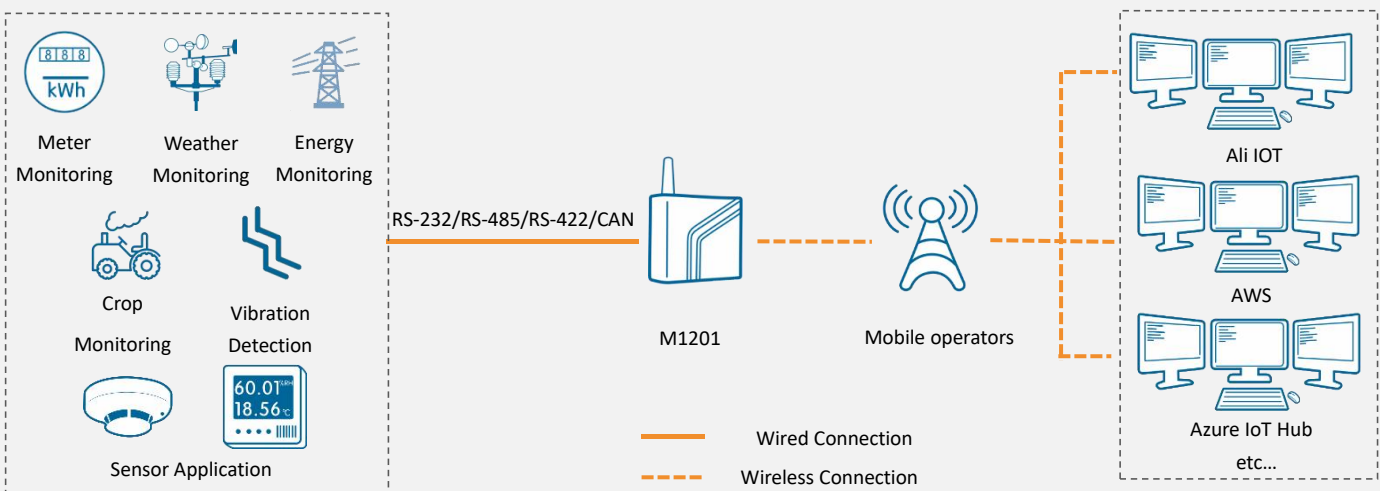 888
kWh
Meter
Monitoring
Weather
Monitoring
Energy
Monitoring
Crop
Monitoring
Vibration
Detection
60.01%RH
18.56℃
Sensor Application
RS-232/RS-485/RS-422/CAN
M1201
Mobile operators
Wired Connection
Wireless Connection
Ali IOT
AWS
Azure IoT Hub
etc...